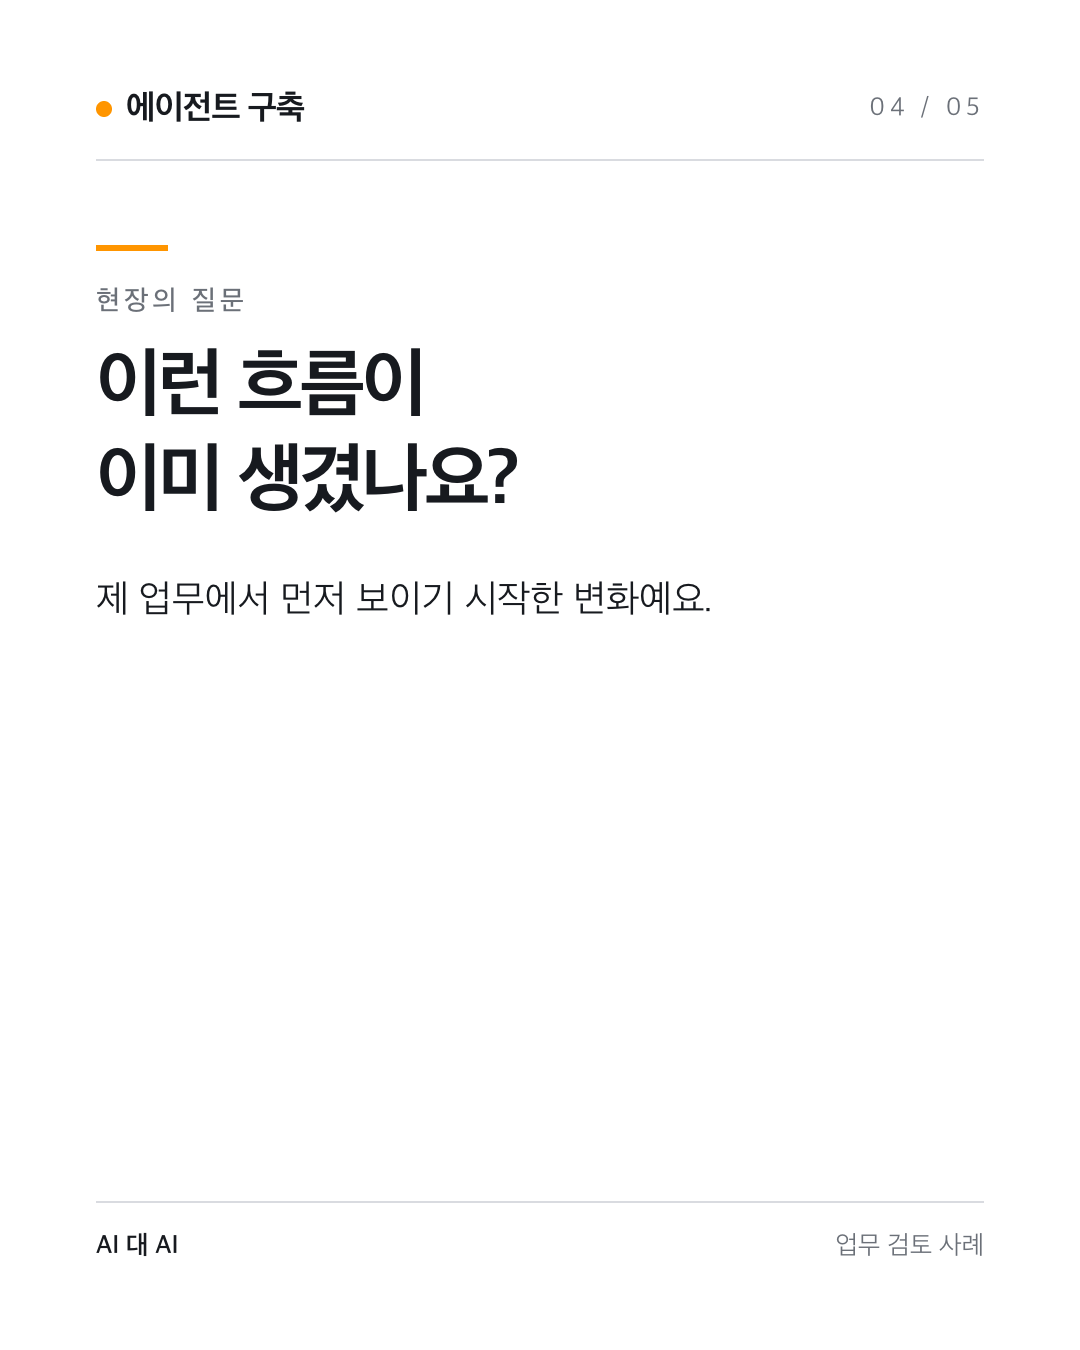 에이전트 구축
04 / 05
현장의 질문
이런 흐름이
이미 생겼나요?
제 업무에서 먼저 보이기 시작한 변화예요.
AI 대 AI
업무 검토 사례